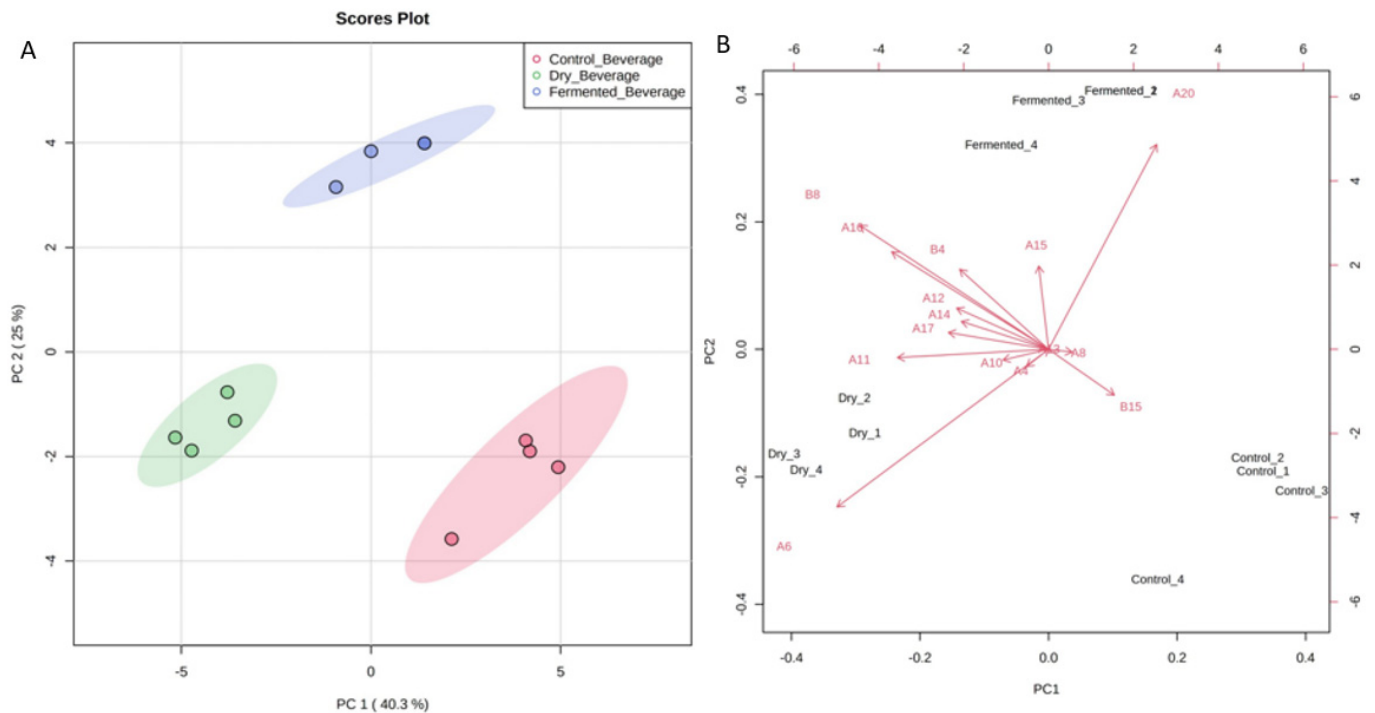 Scores Plot
A
Control_Beverage
Dry_Beverage
Fermented_Beverage
4
2
0
-2
-4
PC 2 ( 25 %)
-5 0 5
PC 1 ( 40.3 %)
B
-6 -4 -2 0 2 4 6
Fermented_3
A20
Fermented_4
B8
A16
B4
A15
A12
A14
A17
A11
A10
A4
A8
B15
Dry_2
Dry_1
Dry_3
Dry_4
A6
Control_2
Control_1
Control_3
Control_4
0.4
0.2
0.0
-0.2
-0.4
PC2
6
4
2
0
-2
-4
-6
-0.4 -0.2 0.0 0.2 0.4
PC1